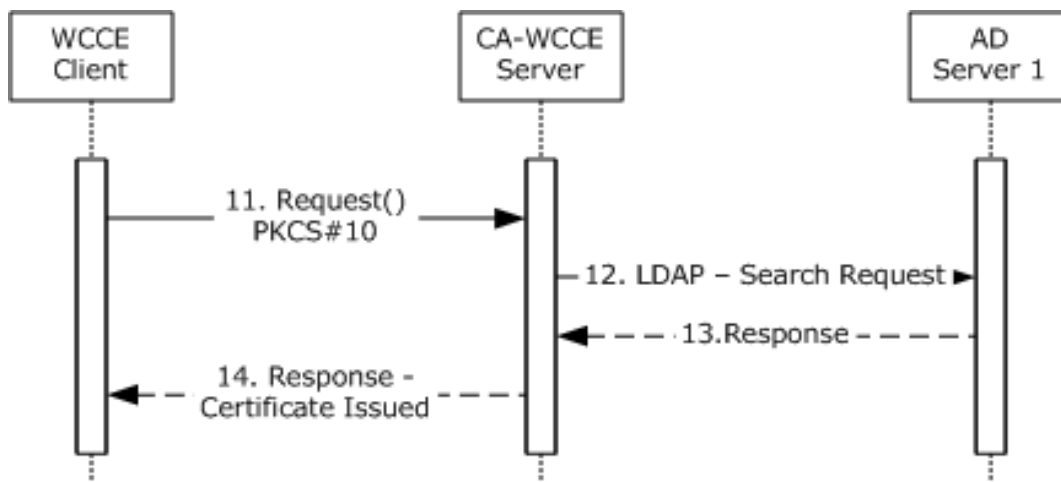 WCCE
Client
CA-WCCE
Server
AD
Server 1
11. Request()
PKCS#10
12. LDAP – Search Request
13.Response
14. Response -
Certificate Issued